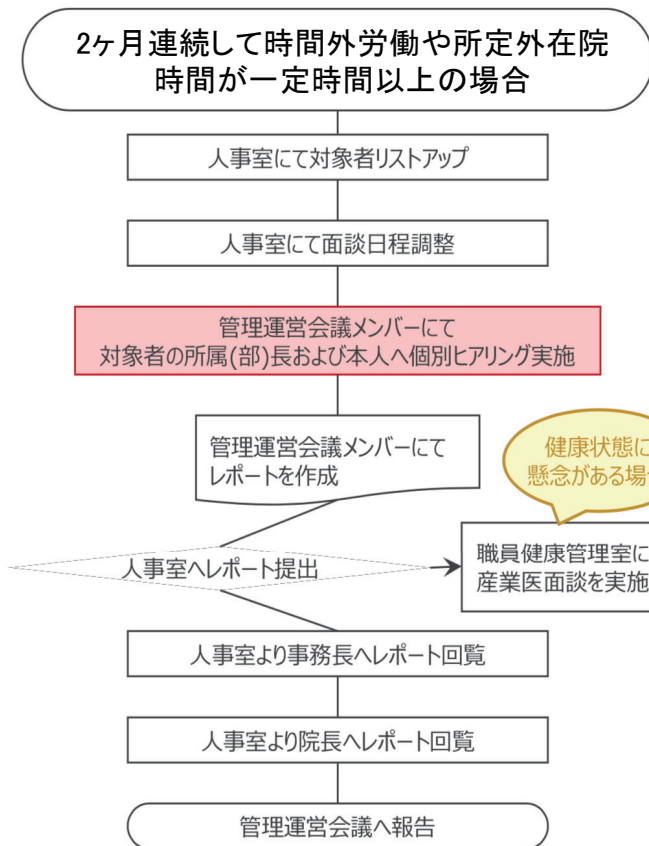 2ヶ月連続して時間外労働や所定外在院
時間が一定時間以上の場合
人事室にて対象者リストアップ
人事室にて面談日程調整
管理運営会議メンバーにて
対象者の所属(部)長および本人へ個別ヒアリング実施
管理運営会議メンバーにて
レポートを作成
健康状態に
懸念がある場
人事室へレポート提出
職員健康管理室に
産業医面談を実施
人事室より事務長へレポート回覧
人事室より院長へレポート回覧
管理運営会議へ報告